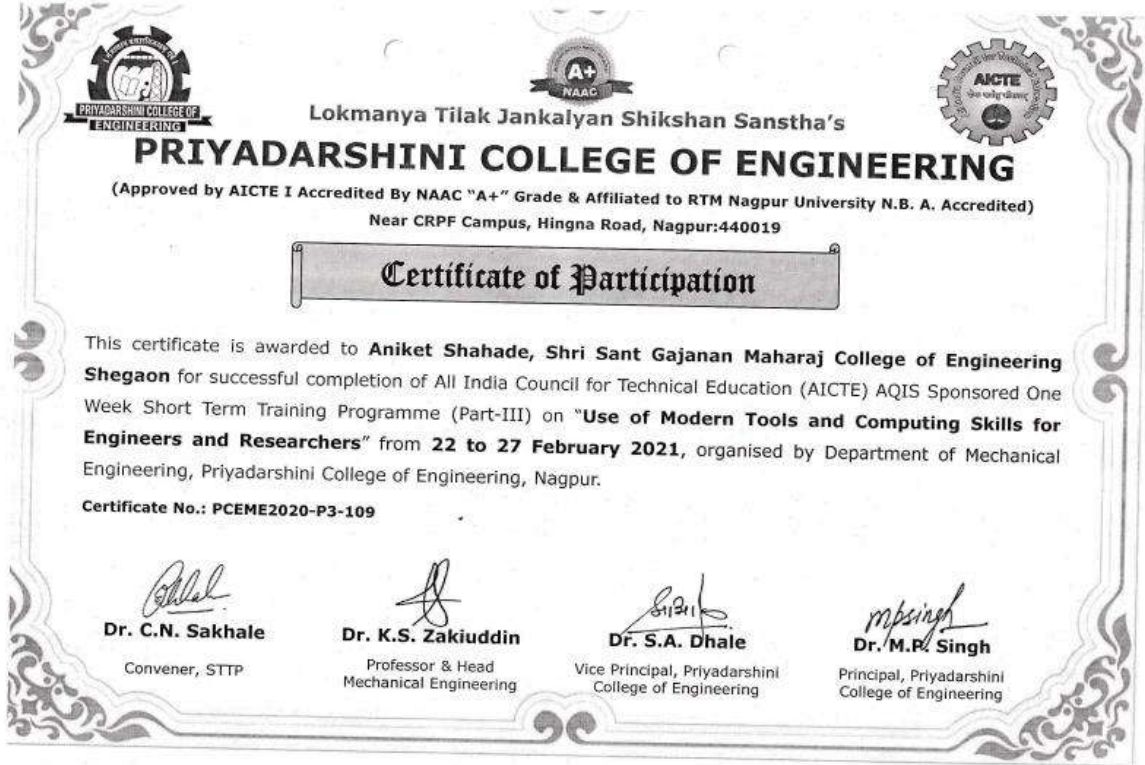 PRIYADARSHINI COLLEGE OF
ENGINEERING
A+
NAAC
AICTE
Lokmanya Tilak Jankalyan Shikshan Sanstha's
PRIYADARSHINI COLLEGE OF ENGINEERING
(Approved by AICTE I Accredited By NAAC "A+" Grade & Affiliated to RTM Nagpur University N.B. A. Accredited)
Near CRPF Campus, Hingna Road, Nagpur:440019
Certificate of Participation
This certificate is awarded to Aniket Shahade, Shri Sant Gajanan Maharaj College of Engineering
Shegaon for successful completion of All India Council for Technical Education (AICTE) AQIS Sponsored One
Week Short Term Training Programme (Part-III) on "Use of Modern Tools and Computing Skills for
Engineers and Researchers" from 22 to 27 February 2021, organised by Department of Mechanical
Engineering, Priyadarshini College of Engineering, Nagpur.
Certificate No.: PCEME2020-P3-109
mpsingh
Dr. C.N. Sakhale
Convener, STTP
Dr. K.S. Zakiuddin
Professor & Head
Mechanical Engineering
Dr. S.A. Dhale
Vice Principal, Priyadarshini
College of Engineering
Dr. M.P. Singh
Principal, Priyadarshini
College of Engineering